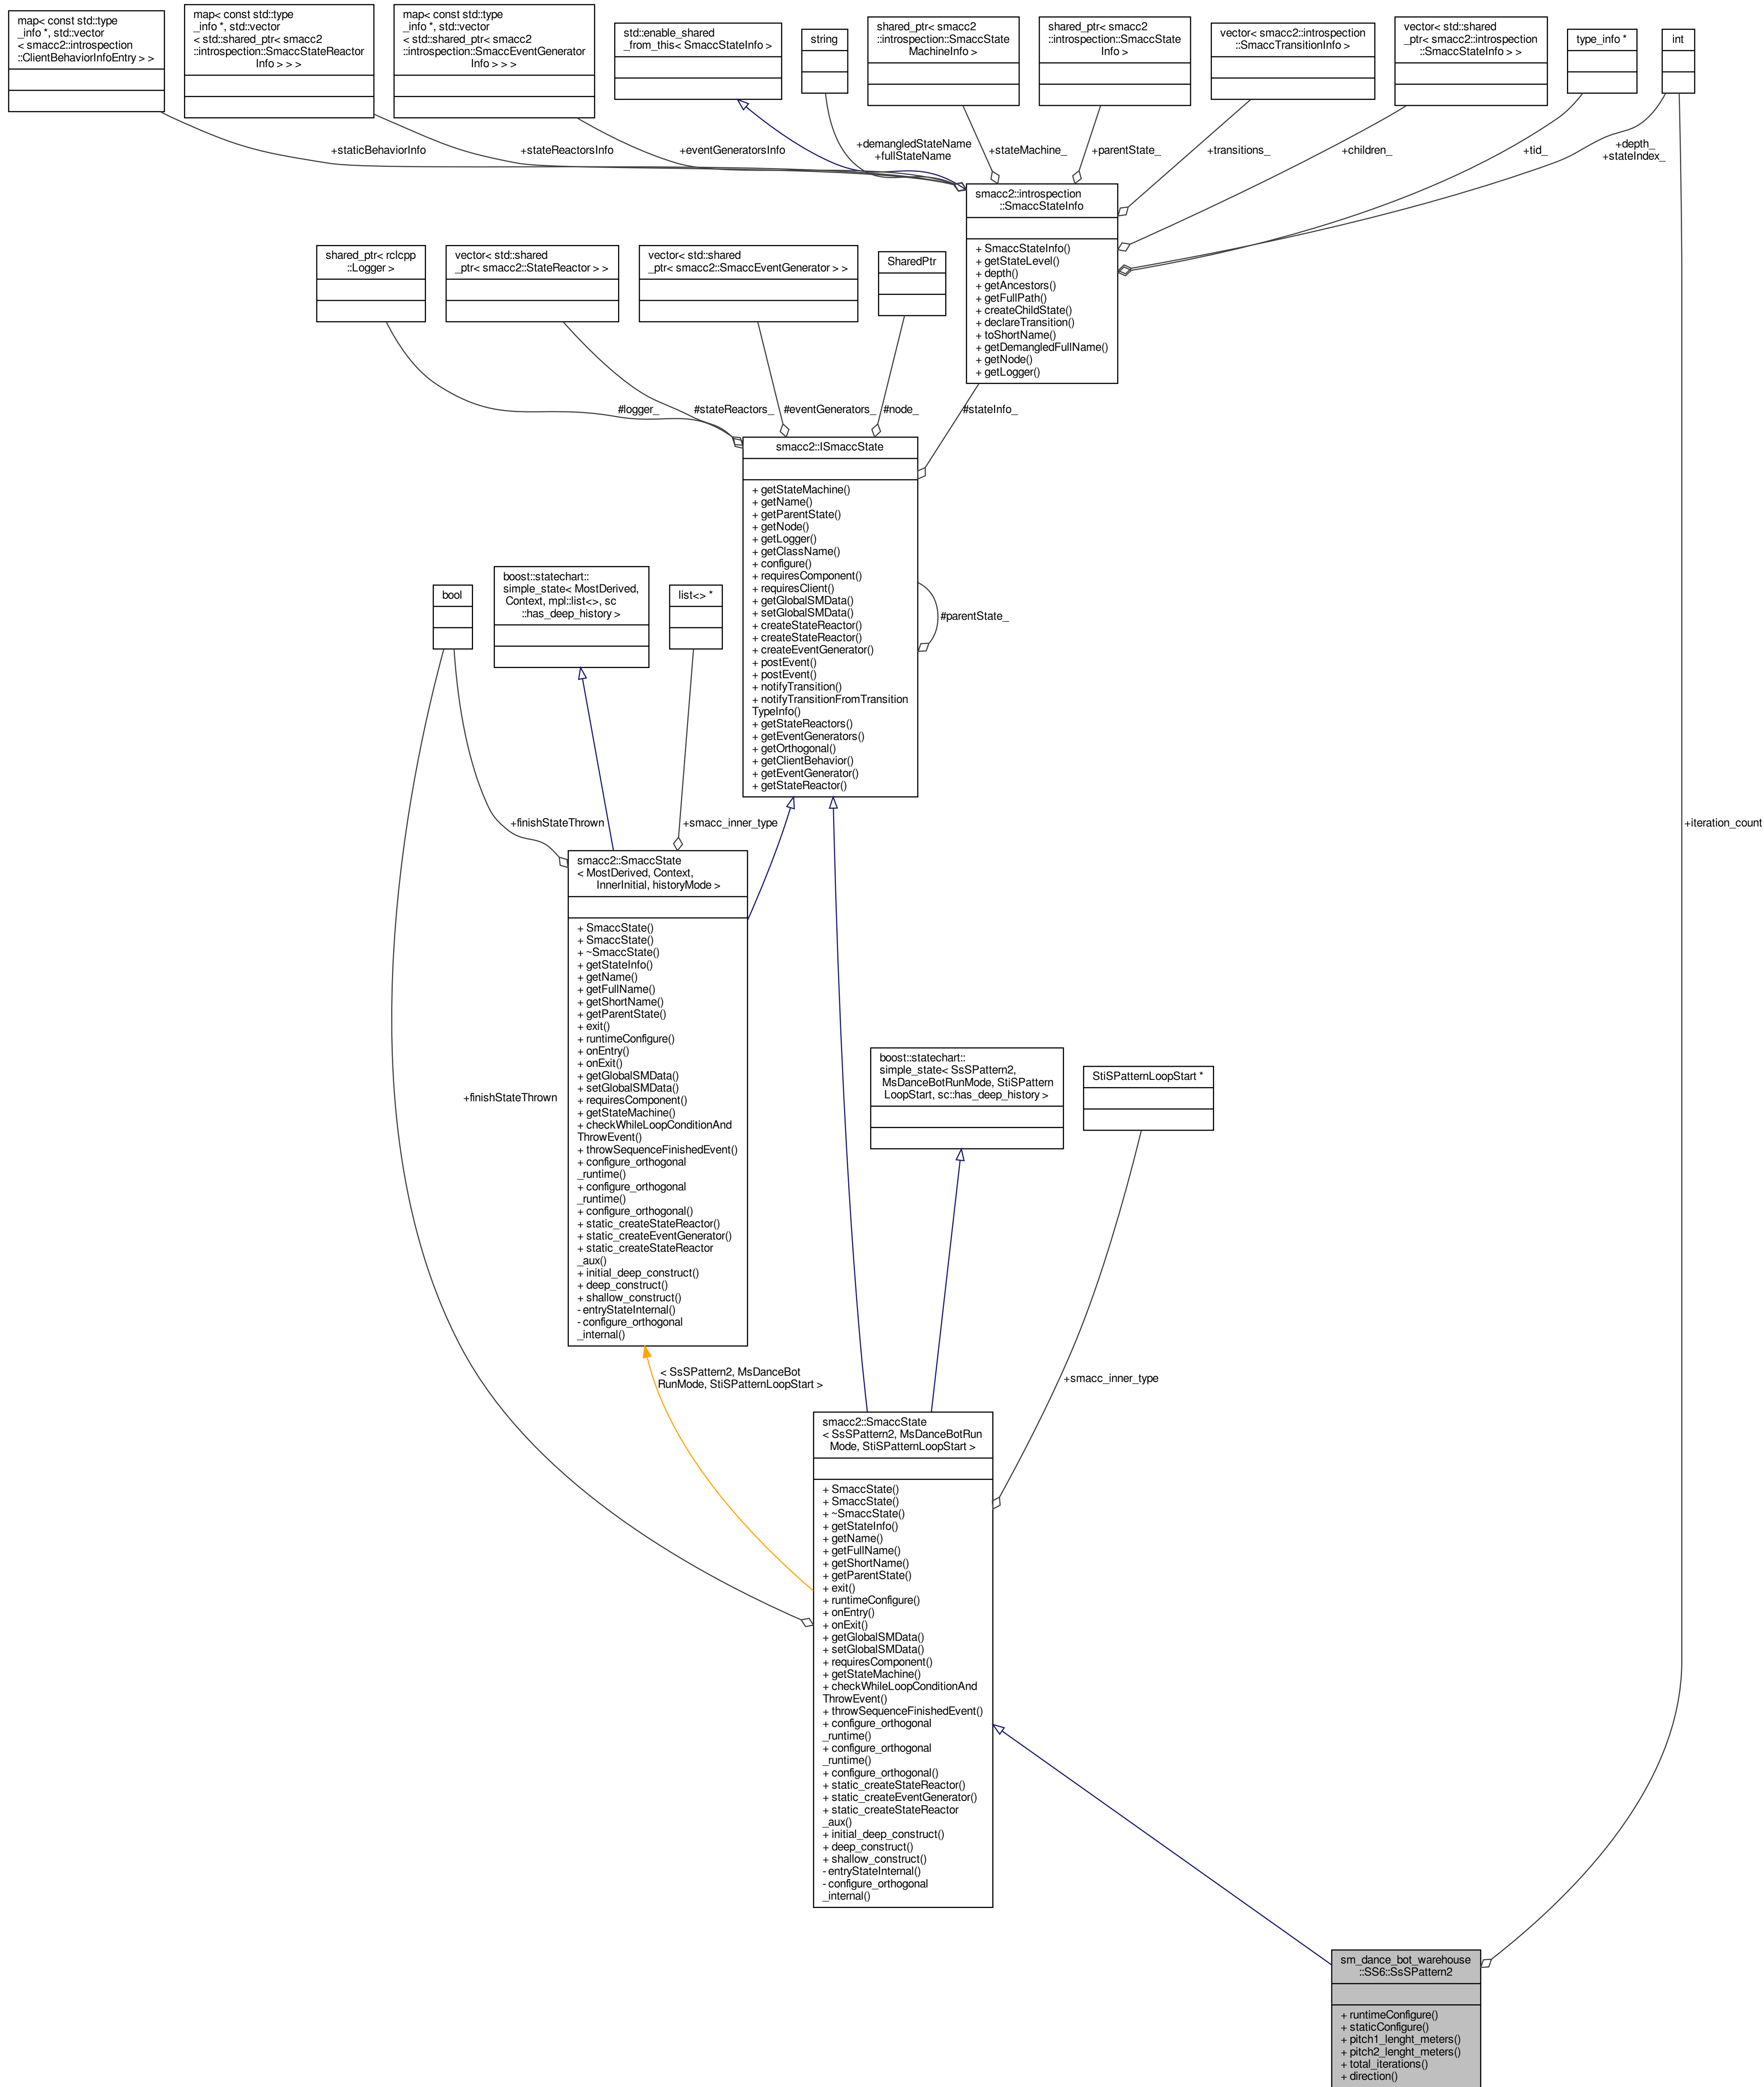 map< const std::type
_info *, std::vector
< smacc2::introspection
::ClientBehaviorInfoEntry > >
map< const std::type
_info *, std::vector
< std::shared_ptr< smacc2
::introspection::SmaccStateReactor
Info > > >
map< const std::type
_info *, std::vector
< std::shared_ptr< smacc2
::introspection::SmaccEventGenerator
Info > > >
std::enable_shared
_from_this< SmaccStateInfo >
string
shared_ptr< smacc2
::introspection::SmaccState
MachineInfo >
shared_ptr< smacc2
::introspection::SmaccState
Info >
vector< smacc2::introspection
::SmaccTransitionInfo >
vector< std::shared
_ptr< smacc2::introspection
::SmaccStateInfo > >
type_info *
int
+staticBehaviorInfo
+stateReactorsInfo
+eventGeneratorsInfo
+demangledStateName
+fullStateName
+stateMachine_
+parentState_
+transitions_
+children_
+tid_
+depth_
+stateIndex_
smacc2::introspection
::SmaccStateInfo
+ SmaccStateInfo()
+ getStateLevel()
+ depth()
+ getAncestors()
+ getFullPath()
+ createChildState()
+ declareTransition()
+ toShortName()
+ getDemangledFullName()
+ getNode()
+ getLogger()
shared_ptr< rclcpp
::Logger >
vector< std::shared
_ptr< smacc2::StateReactor > >
vector< std::shared
_ptr< smacc2::SmaccEventGenerator > >
SharedPtr
#logger_
#stateReactors_
#eventGenerators_
#node_
#stateInfo_
smacc2::ISmaccState
+ getStateMachine()
+ getName()
+ getParentState()
+ getNode()
+ getLogger()
+ getClassName()
+ configure()
+ requiresComponent()
+ requiresClient()
+ getGlobalSMData()
+ setGlobalSMData()
+ createStateReactor()
+ createStateReactor()
+ createEventGenerator()
+ postEvent()
+ postEvent()
+ notifyTransition()
+ notifyTransitionFromTransition
TypeInfo()
+ getStateReactors()
+ getEventGenerators()
+ getOrthogonal()
+ getClientBehavior()
+ getEventGenerator()
+ getStateReactor()
#parentState_
bool
boost::statechart::
simple_state< MostDerived,
Context, mpl::list<>, sc
::has_deep_history >
list<> *
+finishStateThrown
+smacc_inner_type
+iteration_count
smacc2::SmaccState
< MostDerived, Context,
InnerInitial, historyMode >
+ SmaccState()
+ SmaccState()
+ ~SmaccState()
+ getStateInfo()
+ getName()
+ getFullName()
+ getShortName()
+ getParentState()
+ exit()
+ runtimeConfigure()
+ onEntry()
+ onExit()
+ getGlobalSMData()
+ setGlobalSMData()
+ requiresComponent()
+ getStateMachine()
+ checkWhileLoopConditionAnd
ThrowEvent()
+ throwSequenceFinishedEvent()
+ configure_orthogonal
_runtime()
+ configure_orthogonal
_runtime()
+ configure_orthogonal()
+ static_createStateReactor()
+ static_createEventGenerator()
+ static_createStateReactor
_aux()
+ initial_deep_construct()
+ deep_construct()
+ shallow_construct()
- entryStateInternal()
- configure_orthogonal
_internal()
+finishStateThrown
boost::statechart::
simple_state< SsSPattern2,
MsDanceBotRunMode, StiSPattern
LoopStart, sc::has_deep_history >
StiSPatternLoopStart *
< SsSPattern2, MsDanceBot
RunMode, StiSPatternLoopStart >
+smacc_inner_type
smacc2::SmaccState
< SsSPattern2, MsDanceBotRun
Mode, StiSPatternLoopStart >
+ SmaccState()
+ SmaccState()
+ ~SmaccState()
+ getStateInfo()
+ getName()
+ getFullName()
+ getShortName()
+ getParentState()
+ exit()
+ runtimeConfigure()
+ onEntry()
+ onExit()
+ getGlobalSMData()
+ setGlobalSMData()
+ requiresComponent()
+ getStateMachine()
+ checkWhileLoopConditionAnd
ThrowEvent()
+ throwSequenceFinishedEvent()
+ configure_orthogonal
_runtime()
+ configure_orthogonal
_runtime()
+ configure_orthogonal()
+ static_createStateReactor()
+ static_createEventGenerator()
+ static_createStateReactor
_aux()
+ initial_deep_construct()
+ deep_construct()
+ shallow_construct()
- entryStateInternal()
- configure_orthogonal
_internal()
sm_dance_bot_warehouse
::SS6::SsSPattern2
+ runtimeConfigure()
+ staticConfigure()
+ pitch1_lenght_meters()
+ pitch2_lenght_meters()
+ total_iterations()
+ direction()